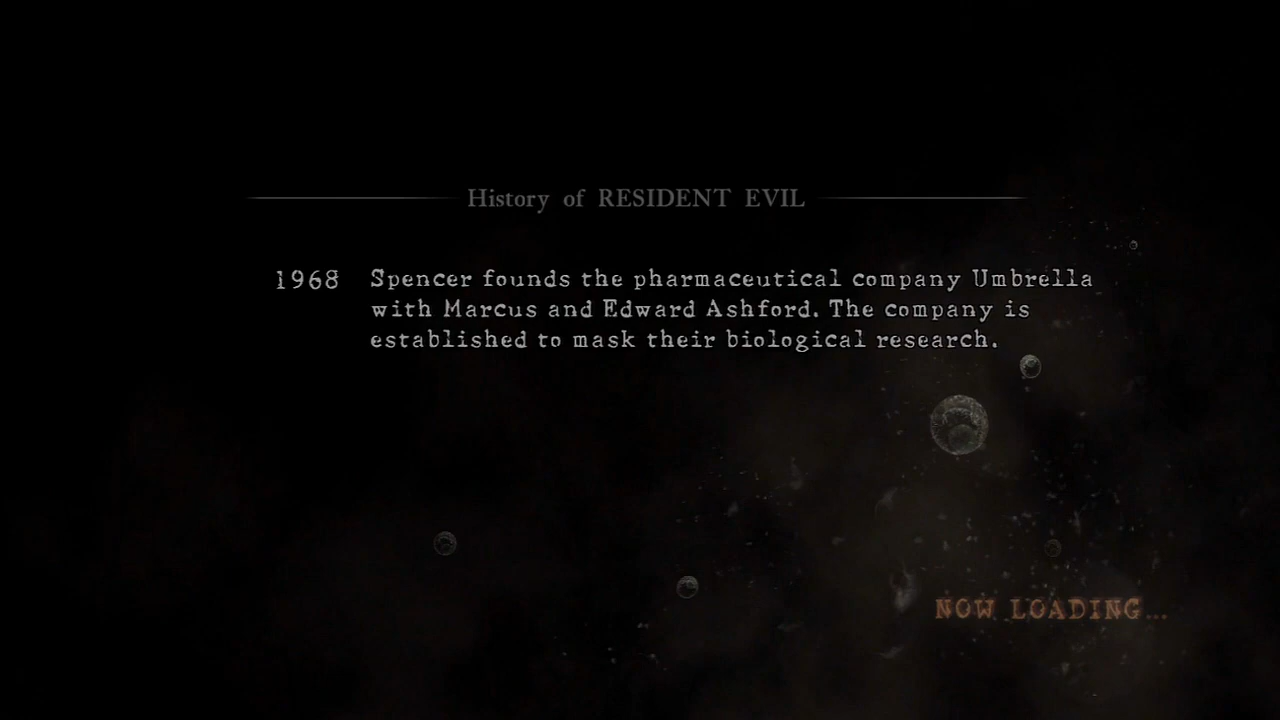 History of RESIDENT EVIL
1968 Spencer founds the pharmaceutical company Umbrella
with Marcus and Edward Ashford. The company is
established to mask their biological research.
NOW LOADING...